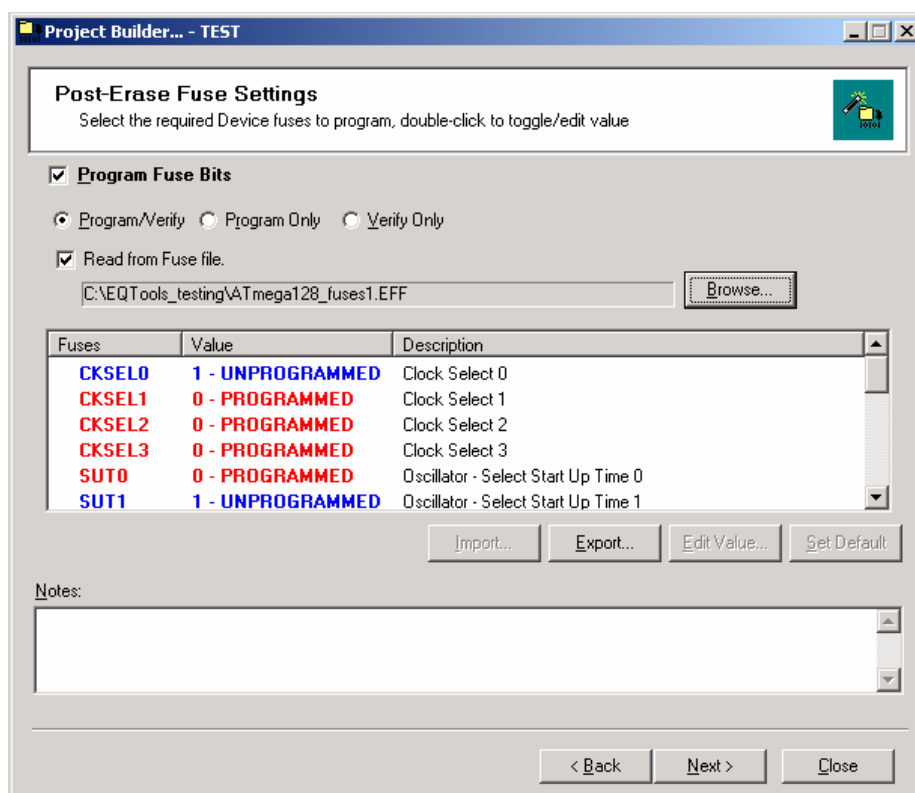 Project Builder... - TEST
Post-Erase Fuse Settings
Select the required Device fuses to program, double-click to toggle/edit value
Program Fuse Bits
Program/Verify Program Only Verify Only
Read from Fuse file.
C:\EQTools_testing\ATmega128_fuses1.EFF Browse...
Fuses Value Description
CKSEL0 1 - UNPROGRAMMED Clock Select 0
CKSEL1 0 - PROGRAMMED Clock Select 1
CKSEL2 0 - PROGRAMMED Clock Select 2
CKSEL3 0 - PROGRAMMED Clock Select 3
SUT0 0 - PROGRAMMED Oscillator - Select Start Up Time 0
SUT1 1 - UNPROGRAMMED Oscillator - Select Start Up Time 1
Import... Export... Edit Value... Set Default
Notes:
< Back Next > Close